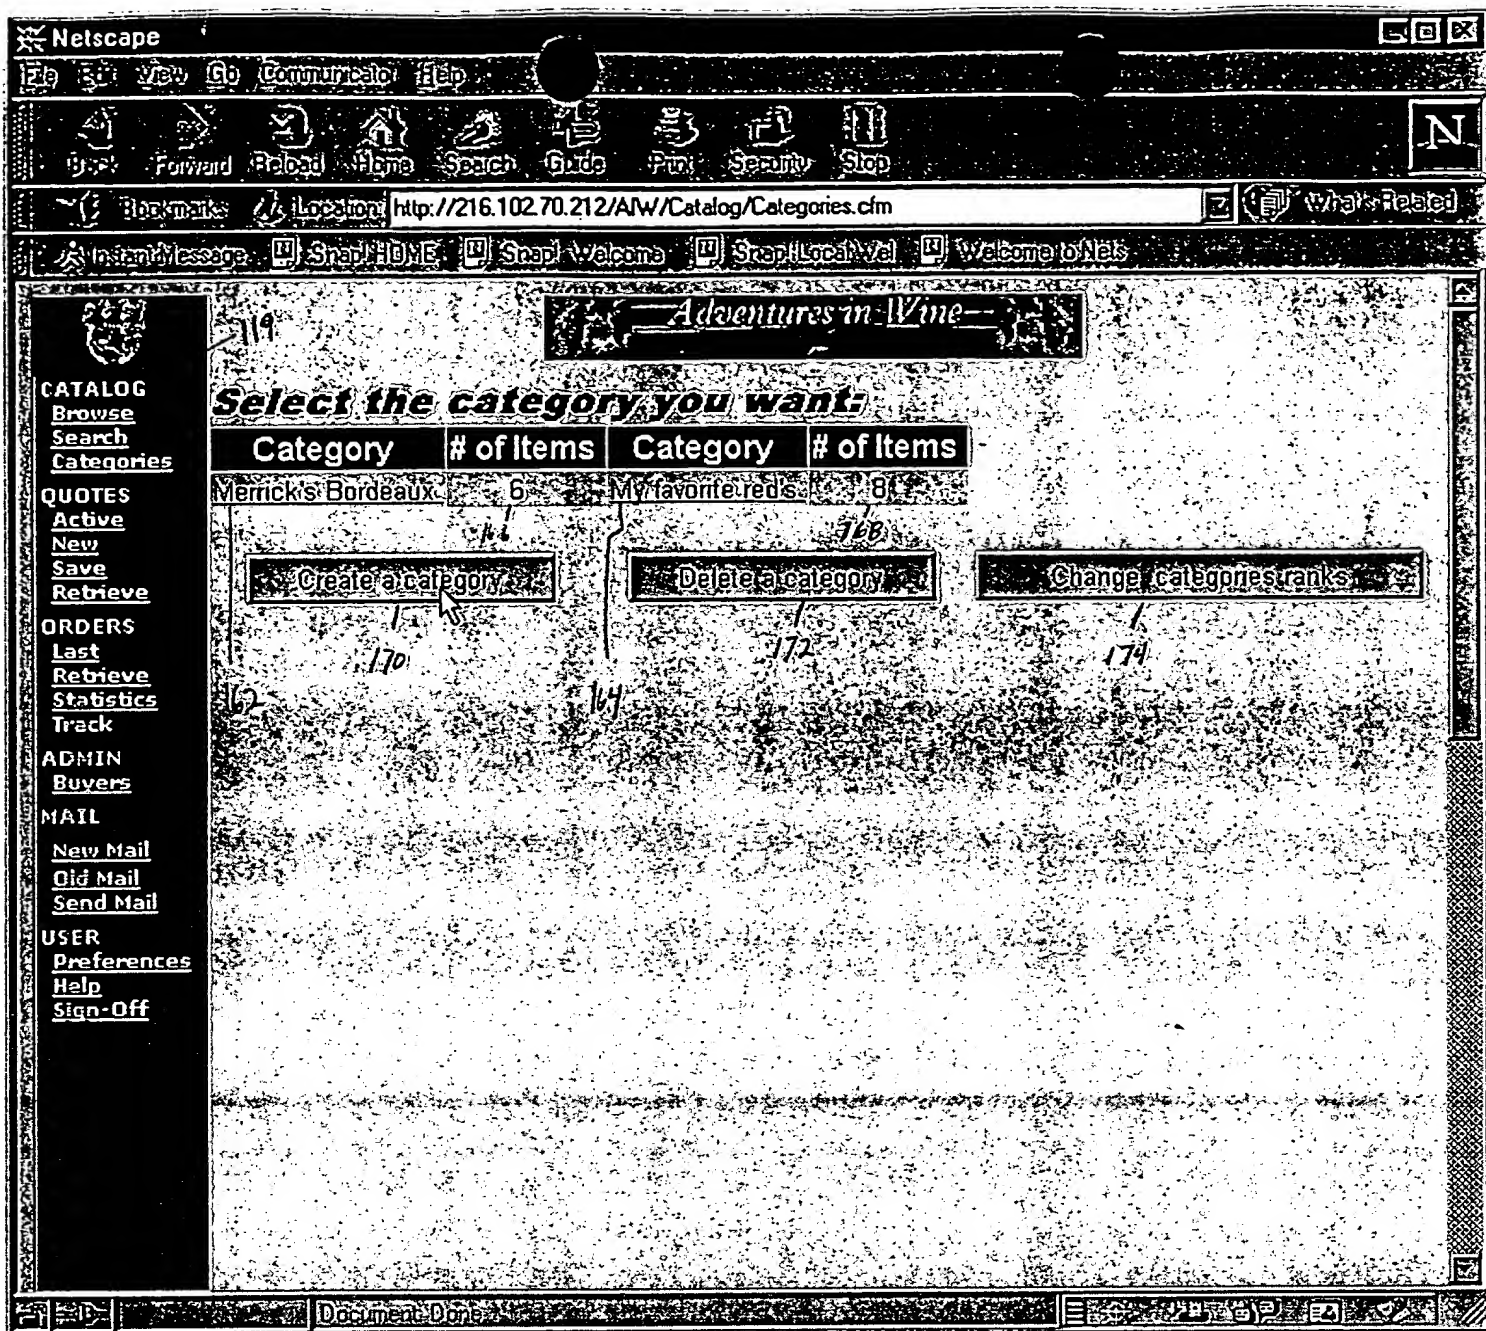 Netscape
File Edit View Go Communicator Help
Back Forward Reload Home Search Guide Print Security Stop
N
Bookmarks Location: http://216.102.70.212/AIW/Catalog/Categories.cfm What's Related
Instant Message Snap! HOME Snap! Welcome Snap! Local Wel Welcome to Nets
Adventures in Wine
119
CATALOG
Browse
Search
Categories
QUOTES
Active
New
Save
Retrieve
ORDERS
Last
Retrieve
Statistics
Track
ADMIN
Buyers
MAIL
New Mail
Old Mail
Send Mail
USER
Preferences
Help
Sign-Off
Select the category you want:
Category # of Items Category # of Items
Merrick's Bordeaux 6 My favorite red's 8
168
Create a category Delete a category Change categories ranks
170 172 174
162 164
Document: Done